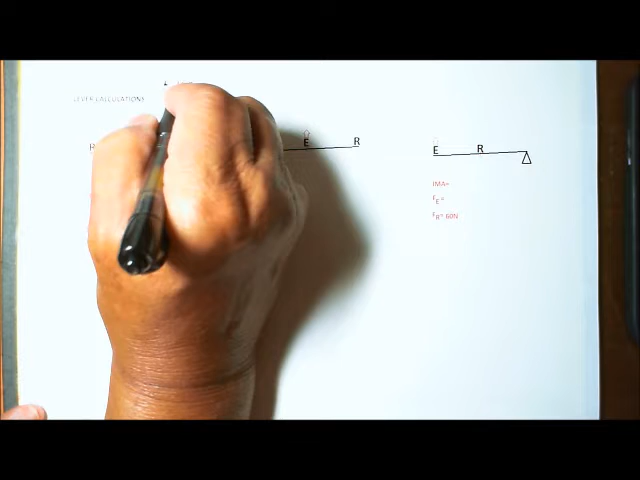 LEVER CALCULATIONS
R E R E R
IMA=
FE =
FR= 60N